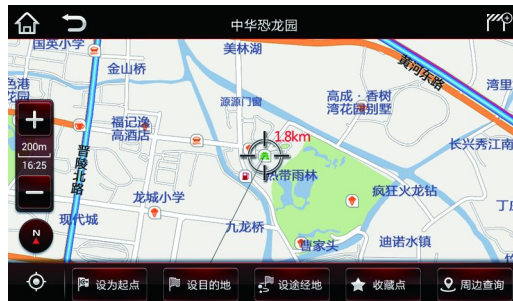 中华恐龙园
国英小学
美林湖
金山桥
黄河东路
色港
花园
湾里
源源门窗
高成·香树
湾花园别墅
200m
16:25
福记逸
高酒店
1.8km
长兴秀江南
晋陵北路
热带雨林
疯狂火龙钻
龙城小学
现代城
九龙桥
曹家头
迪诺水镇
N
设为起点
设目的地
设途经地
收藏点
周边查询